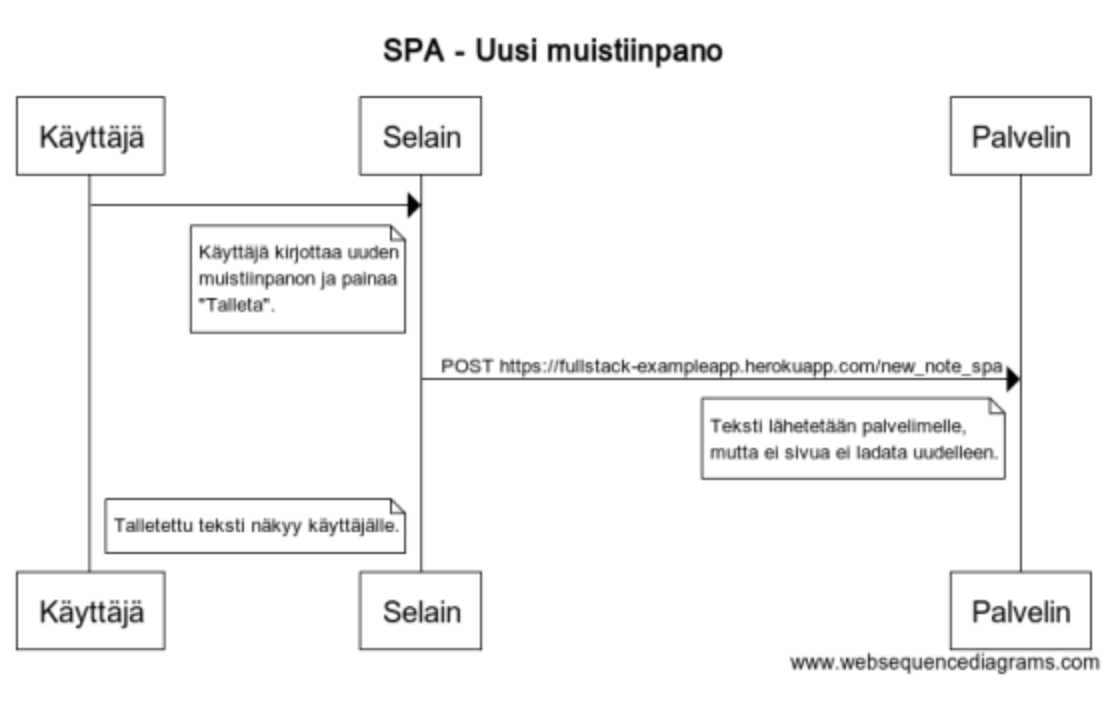 SPA - Uusi muistiinpano
Käyttäjä
Selain
Palvelin
Käyttäjä kirjottaa uuden
muistiinpanon ja painaa
"Talleta".
POST https://fullstack-exampleapp.herokuapp.com/new_note_spa
Teksti lähetetään palvelimelle,
mutta ei sivua ei ladata uudelleen.
Talletettu teksti näkyy käyttäjälle.
Käyttäjä
Selain
Palvelin
www.websequencediagrams.com